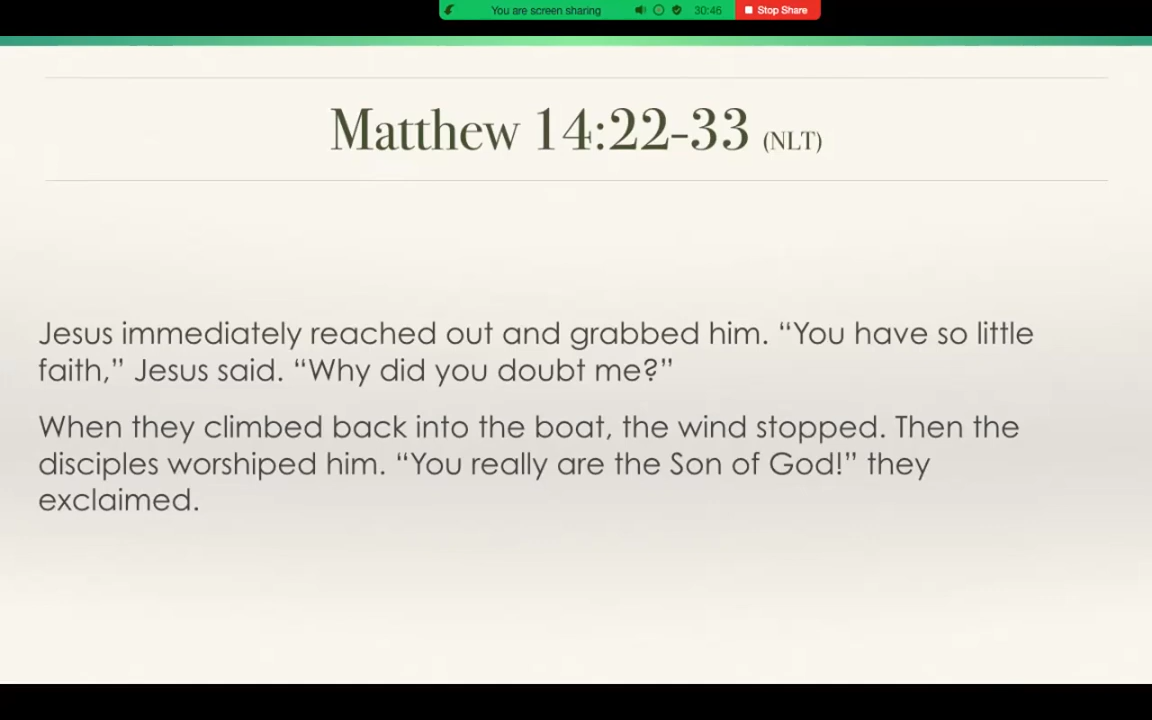 You are screen sharing 30:46 Stop Share
Matthew 14:22-33 (NLT)
Jesus immediately reached out and grabbed him. “You have so little
faith,” Jesus said. “Why did you doubt me?”
When they climbed back into the boat, the wind stopped. Then the
disciples worshiped him. “You really are the Son of God!” they
exclaimed.